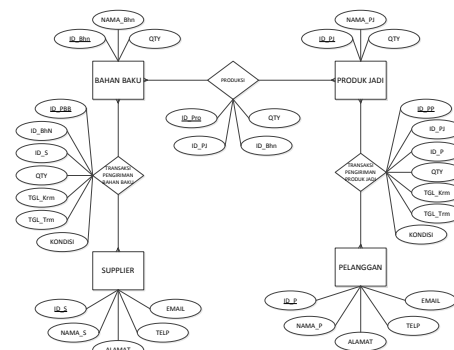 NAMA_Bhn
ID_Bhn
QTY
BAHAN BAKU
PRODUKSI
NAMA_PJ
ID_PJ
QTY
PRODUK JADI
ID_Pro
QTY
ID_PJ
ID_Bhn
ID_PBB
ID_BhN
ID_S
QTY
TGL_Krm
TGL_Trm
KONDISI
TRANSAKSI
PENGIRIMAN
BAHAN BAKU
ID_PP
ID_PJ
ID_P
QTY
TGL_Krm
TGL_Trm
KONDISI
TRANSAKSI
PENGIRIMAN
PRODUK JADI
SUPPLIER
ID_S
NAMA_S
ALAMAT
TELP
EMAIL
PELANGGAN
ID_P
NAMA_P
ALAMAT
TELP
EMAIL